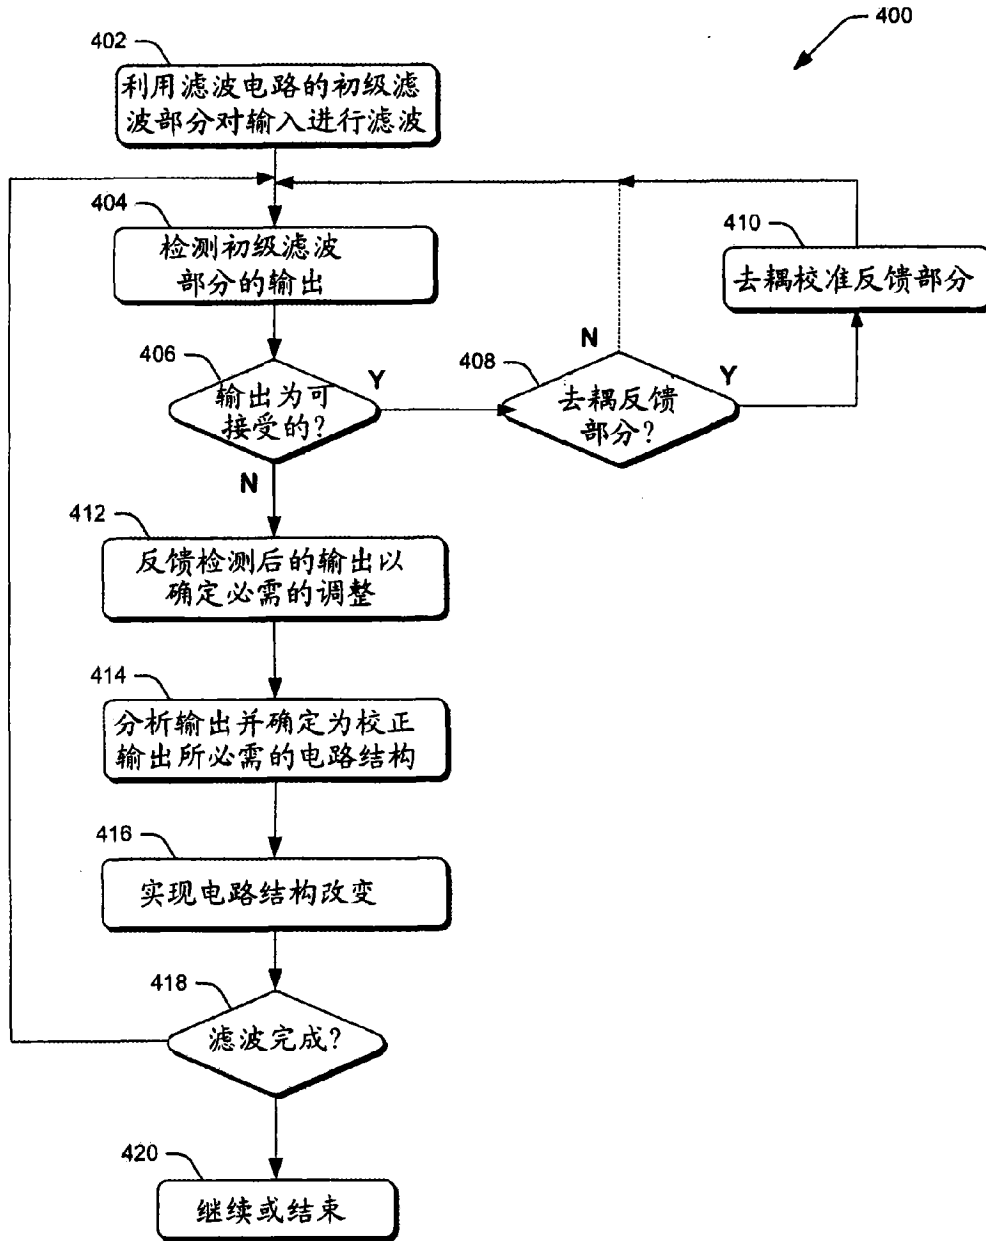 400
402
利用滤波电路的初级滤
波部分对输入进行滤波
404
检测初级滤波
部分的输出
410
去耦校准反馈部分
406
输出为可
接受的？
Y
N
408
去耦反馈
部分？
N
Y
412
反馈检测后的输出以
确定必需的调整
414
分析输出并确定为校正
输出所必需的电路结构
416
实现电路结构改变
418
滤波完成？
420
继续或结束